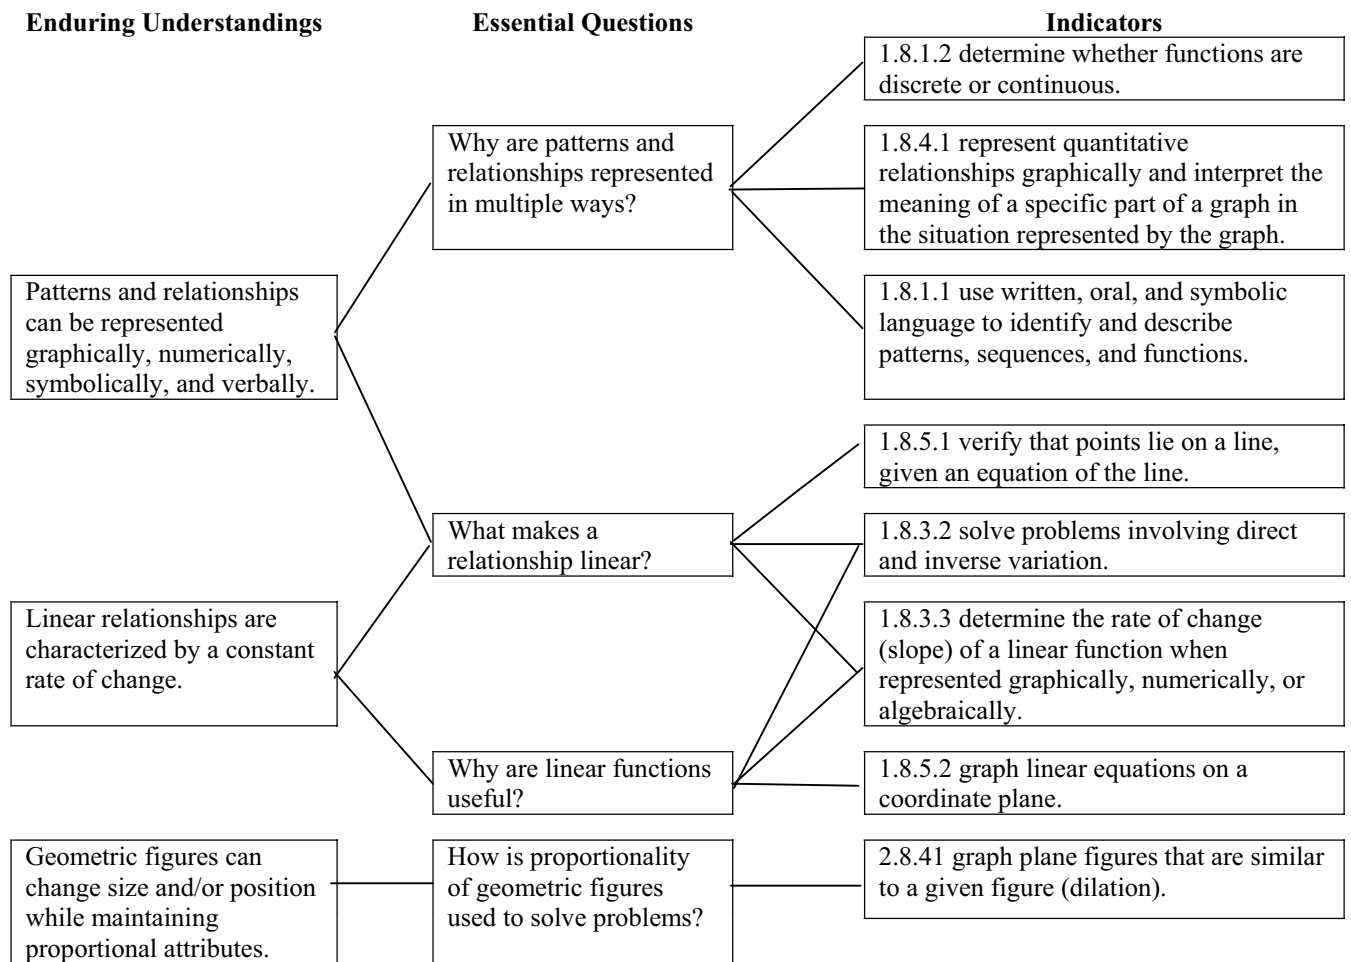 Enduring Understandings
Essential Questions
Indicators
1.8.1.2 determine whether functions are
discrete or continuous.
Why are patterns and
relationships represented
in multiple ways?
1.8.4.1 represent quantitative
relationships graphically and interpret the
meaning of a specific part of a graph in
the situation represented by the graph.
Patterns and relationships
can be represented
graphically, numerically,
symbolically, and verbally.
1.8.1.1 use written, oral, and symbolic
language to identify and describe
patterns, sequences, and functions.
1.8.5.1 verify that points lie on a line,
given an equation of the line.
What makes a
relationship linear?
1.8.3.2 solve problems involving direct
and inverse variation.
Linear relationships are
characterized by a constant
rate of change.
1.8.3.3 determine the rate of change
(slope) of a linear function when
represented graphically, numerically, or
algebraically.
Why are linear functions
useful?
1.8.5.2 graph linear equations on a
coordinate plane.
Geometric figures can
change size and/or position
while maintaining
proportional attributes.
How is proportionality
of geometric figures
used to solve problems?
2.8.41 graph plane figures that are similar
to a given figure (dilation).